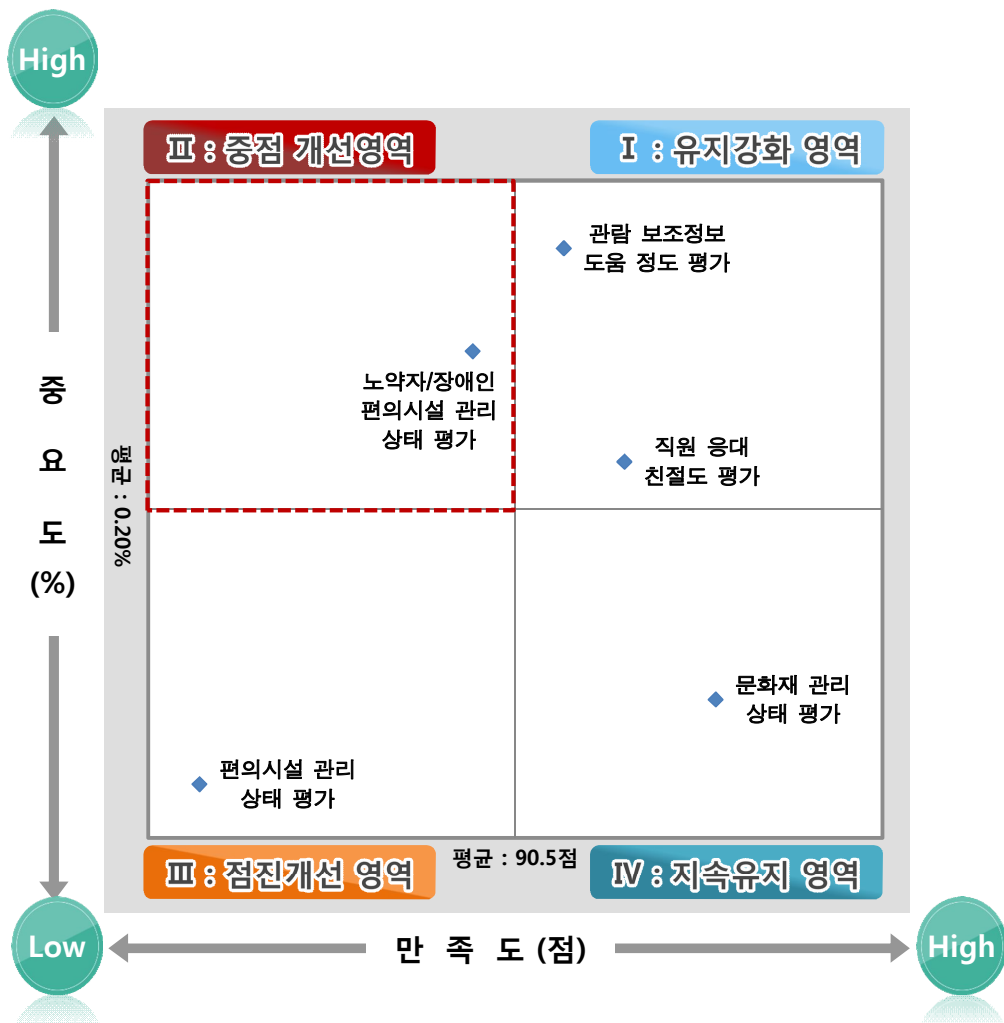 High
Ⅱ : 중점 개선영역
Ⅰ : 유지강화 영역
관람 보조정보
도움 정도 평가
노약자/장애인
편의시설 관리
상태 평가
직원 응대
친절도 평가
중
요
도
(%)
평균 : 0.20%
문화재 관리
상태 평가
편의시설 관리
상태 평가
Ⅲ : 점진개선 영역
평균 : 90.5점
Ⅳ : 지속유지 영역
Low
만 족 도 (점)
High